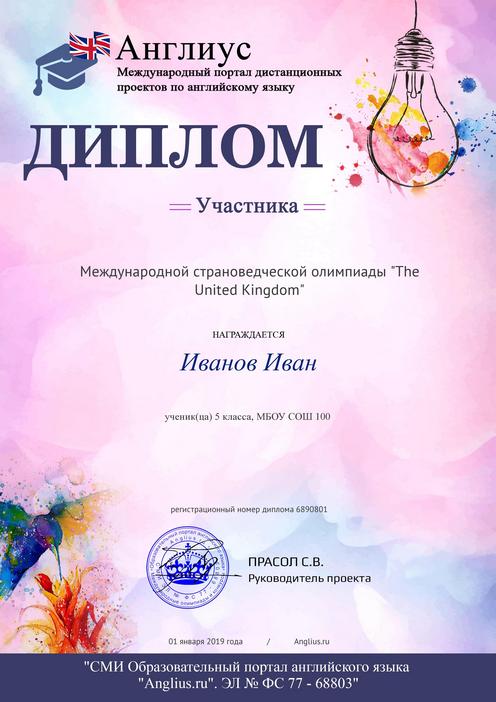 Англиус
Международный портал дистанционных
проектов по английскому языку
ДИПЛОМ
Участника
Международной страноведческой олимпиады "The
United Kingdom"
НАГРАЖДАЕТСЯ
Иванов Иван
ученик(ца) 5 класса, МБОУ СОШ 100
регистрационный номер диплома 6890801
ПРАСОЛ С.В.
Руководитель проекта
01 января 2019 года / Anglius.ru
"СМИ Образовательный портал английского языка
"Anglius.ru". ЭЛ № ФС 77 - 68803"